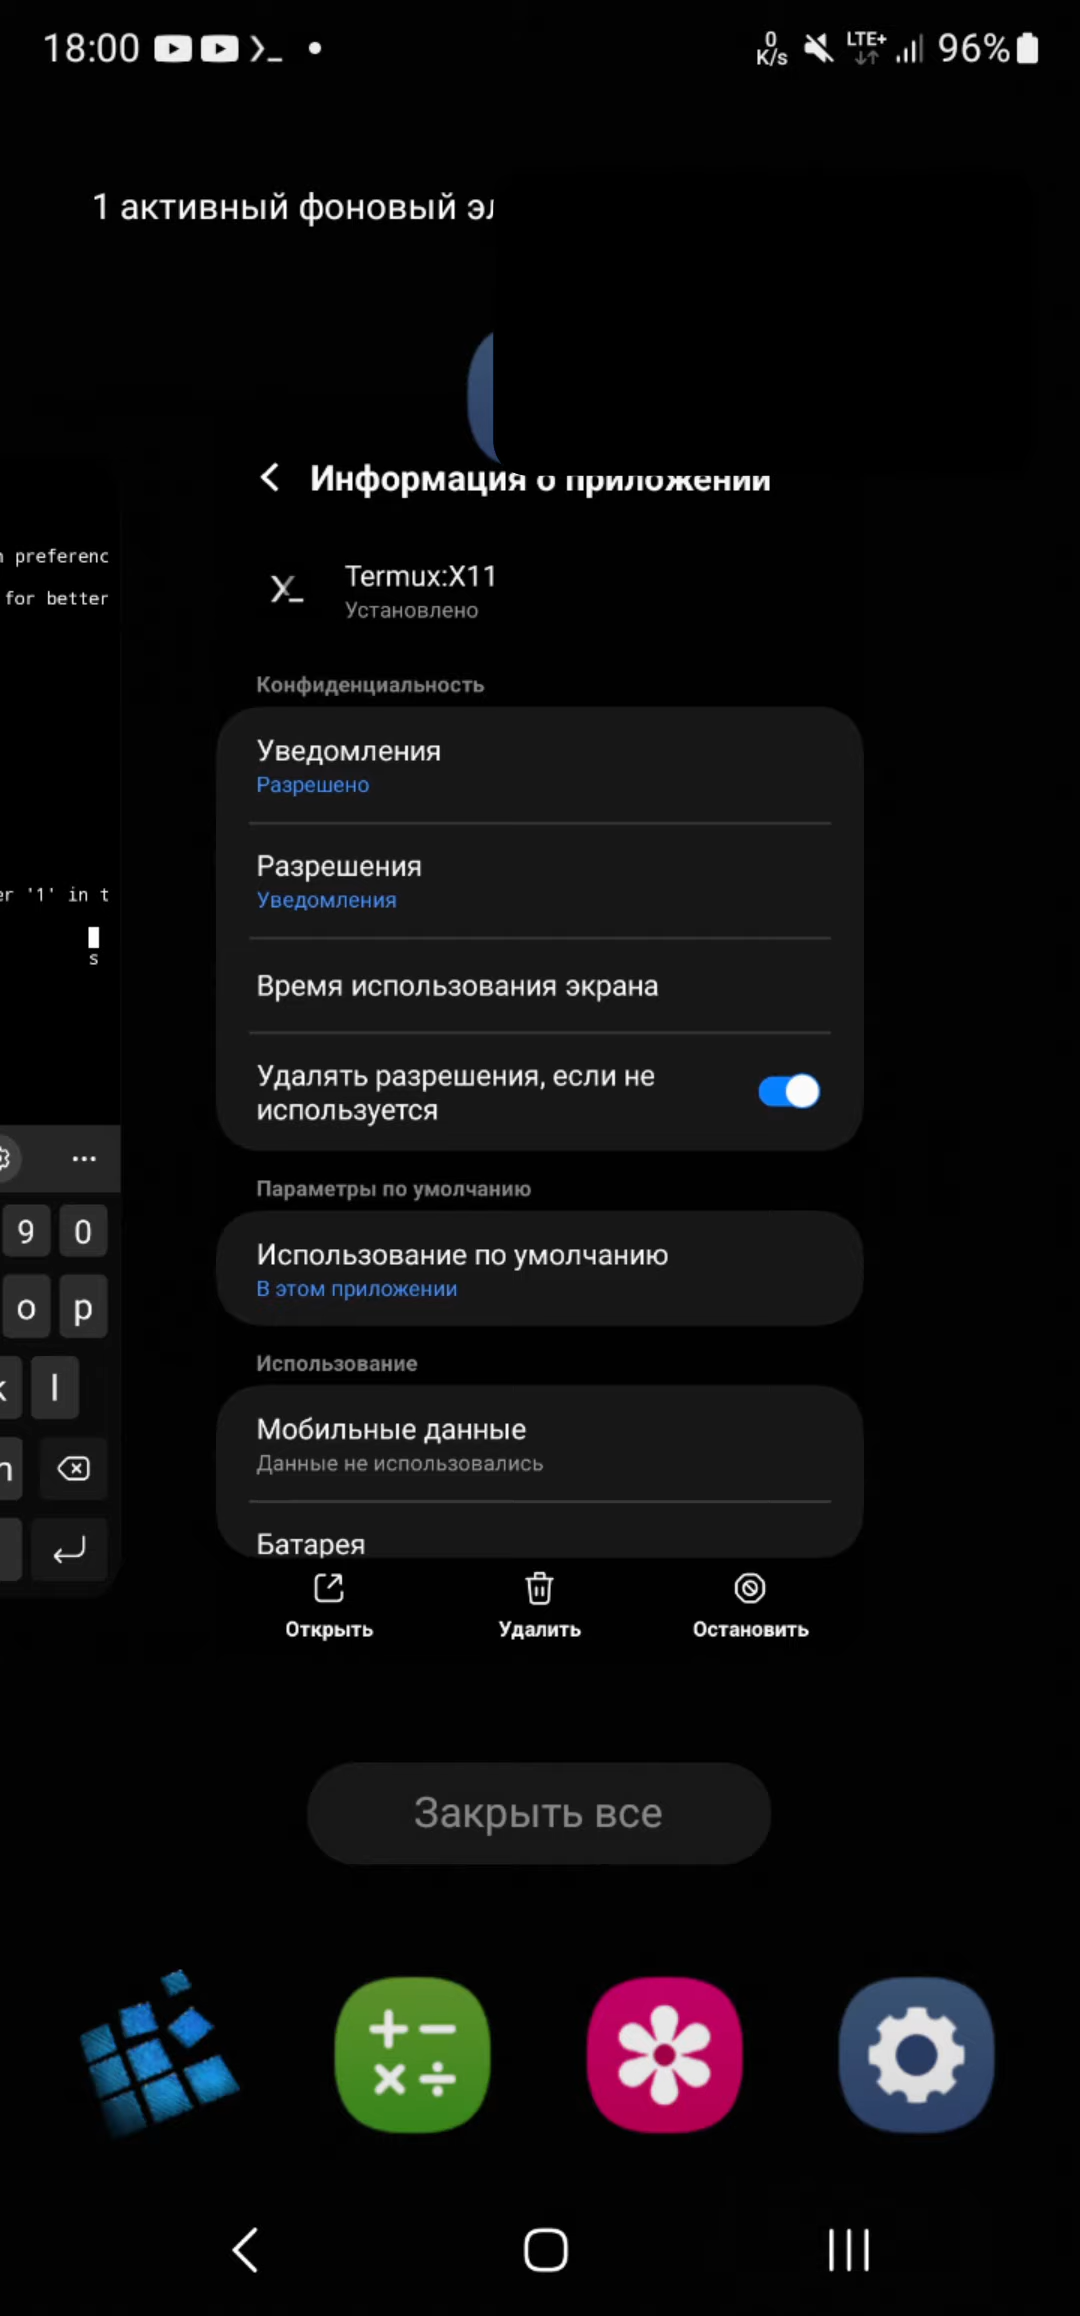 18:00
0
K/s
LTE+
96%
1 активный фоновый
Информация о приложении
n preferenc
for better
er '1' in t
s
Termux:X11
Установлено
Конфиденциальность
Уведомления
Разрешено
Разрешения
Уведомления
Время использования экрана
Удалять разрешения, если не
используется
Параметры по умолчанию
Использование по умолчанию
В этом приложении
Использование
Мобильные данные
Данные не использовались
Батарея
9 0
o p
k l
n
Открыть
Удалить
Остановить
Закрыть все